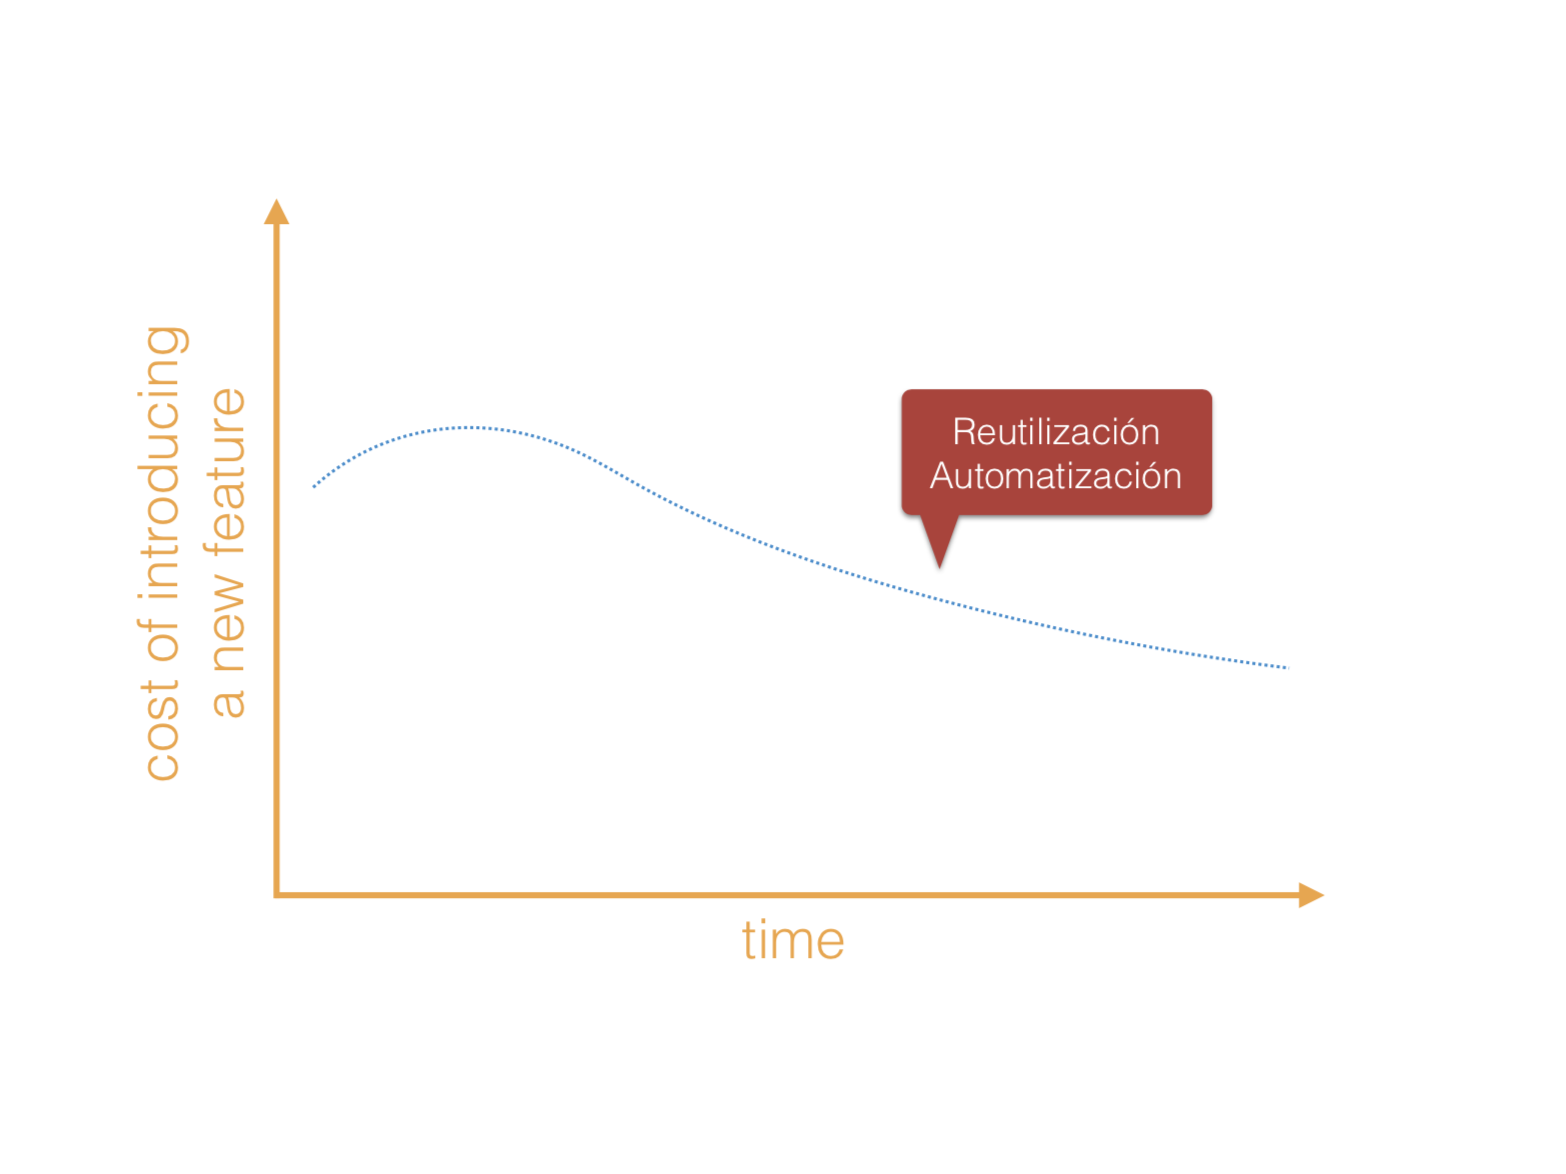 cost of introducing
a new feature
Reutilización
Automatización
time